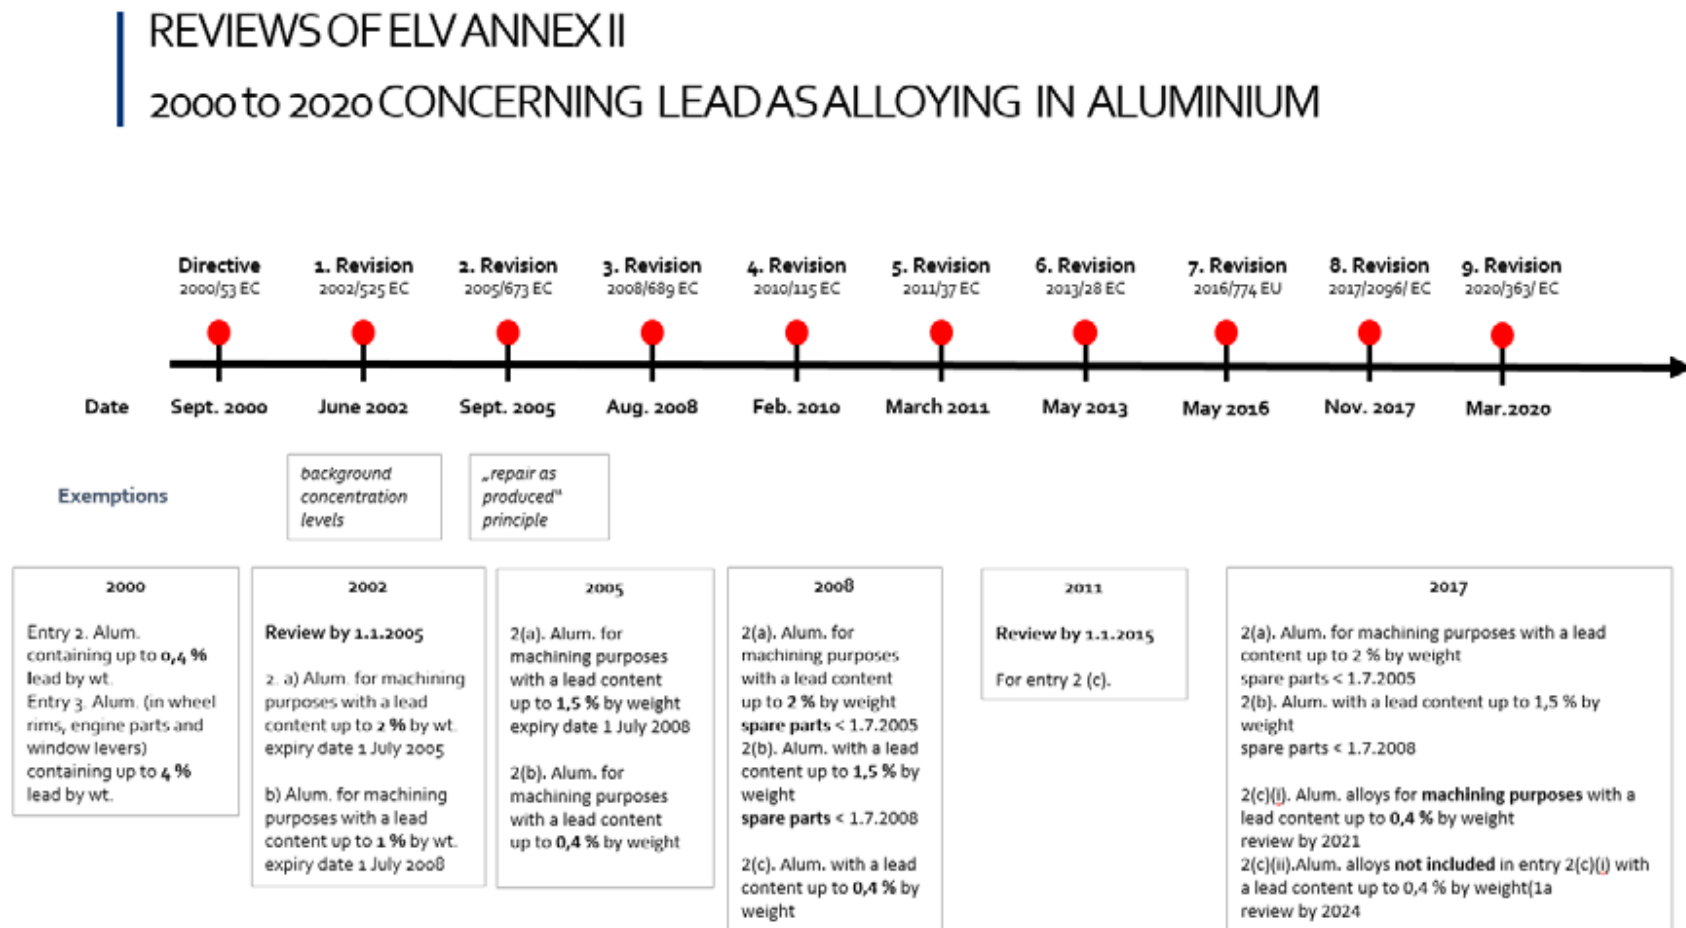 REVIEWS OF ELV ANNEX II
2000 to 2020 CONCERNING LEAD AS ALLOYING IN ALUMINIUM
Directive
2000/53 EC
1. Revision
2002/525 EC
2. Revision
2005/673 EC
3. Revision
2008/689 EC
4. Revision
2010/115 EC
5. Revision
2011/37 EC
6. Revision
2013/28 EC
7. Revision
2016/774 EU
8. Revision
2017/2096/ EC
9. Revision
2020/363/ EC
Date
Sept. 2000
June 2002
Sept. 2005
Aug. 2008
Feb. 2010
March 2011
May 2013
May 2016
Nov. 2017
Mar.2020
Exemptions
background
concentration
levels
„repair as
produced“
principle
2000
Entry 2. Alum.
containing up to 0,4 %
lead by wt.
Entry 3. Alum. (in wheel
rims, engine parts and
window levers)
containing up to 4 %
lead by wt.
2002
Review by 1.1.2005
2. a) Alum. for machining
purposes with a lead
content up to 2 % by wt.
expiry date 1 July 2005
b) Alum. for machining
purposes with a lead
content up to 1 % by wt.
expiry date 1 July 2008
2005
2(a). Alum. for
machining purposes
with a lead content
up to 1,5 % by weight
expiry date 1 July 2008
2(b). Alum. for
machining purposes
with a lead content
up to 0,4 % by weight
2008
2(a). Alum. for
machining purposes
with a lead content
up to 2 % by weight
spare parts < 1.7.2005
2(b). Alum. with a lead
content up to 1,5 % by
weight
spare parts < 1.7.2008
2(c). Alum. with a lead
content up to 0,4 % by
weight
2011
Review by 1.1.2015
For entry 2 (c).
2017
2(a). Alum. for machining purposes with a lead
content up to 2 % by weight
spare parts < 1.7.2005
2(b). Alum. with a lead content up to 1,5 % by
weight
spare parts < 1.7.2008
2(c)(i). Alum. alloys for machining purposes with a
lead content up to 0,4 % by weight
review by 2021
2(c)(ii).Alum. alloys not included in entry 2(c)(i) with
a lead content up to 0,4 % by weight(1a
review by 2024